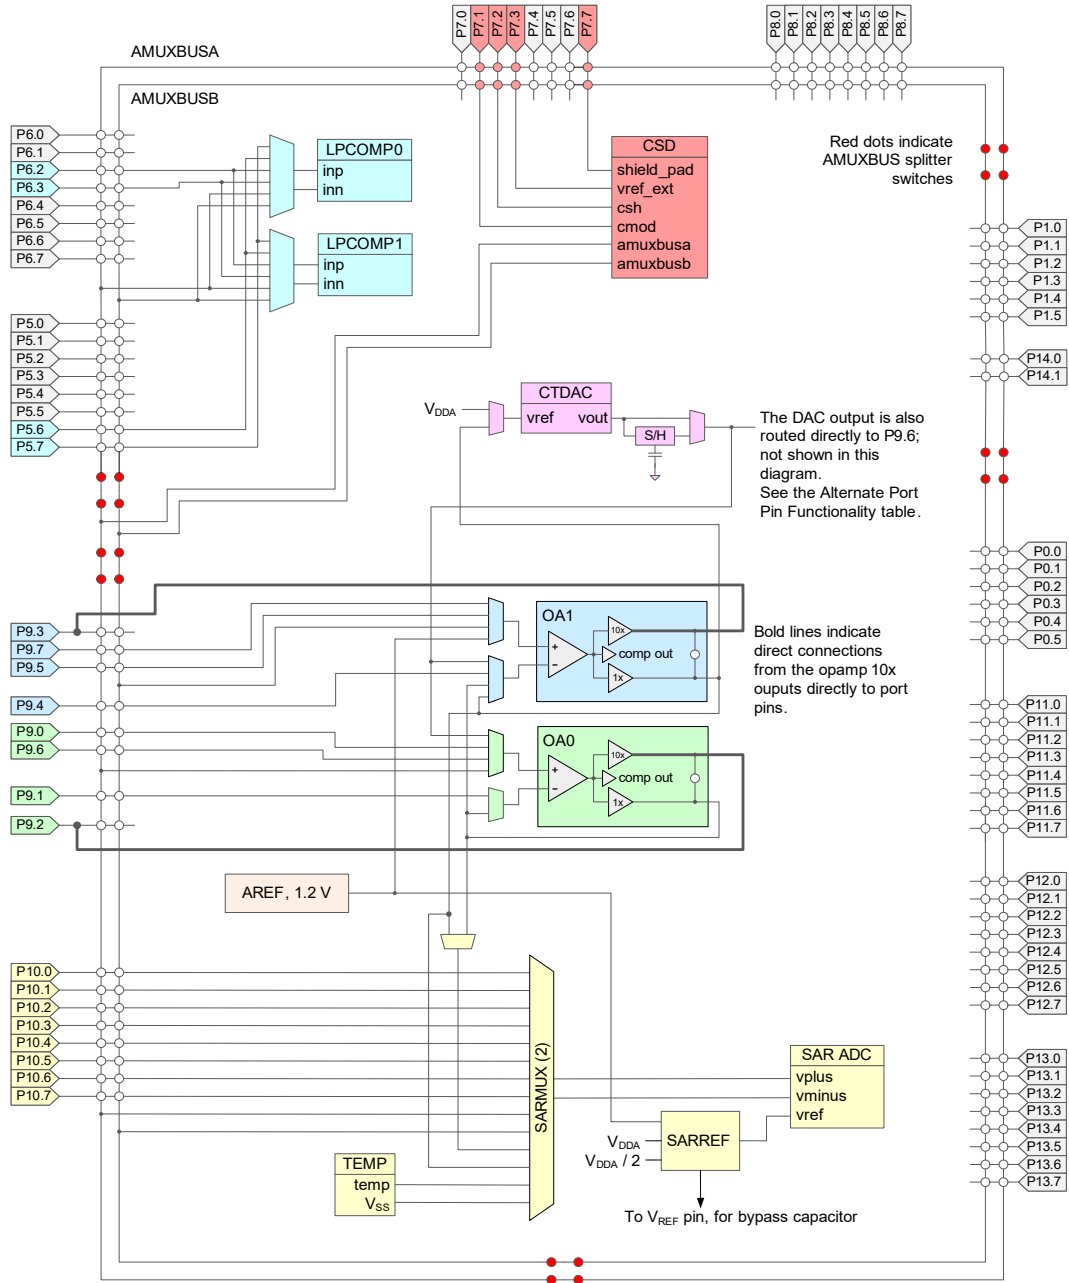 P7.0
P7.1
P7.2
P7.3
P7.4
P7.5
P7.6
P7.7
P8.0
P8.1
P8.2
P8.3
P8.4
P8.5
P8.6
P8.7
AMUXBUSA
AMUXBUSB
P6.0
P6.1
P6.2
P6.3
P6.4
P6.5
P6.6
P6.7
LPCOMP0
inp
inn
LPCOMP1
inp
inn
CSD
shield_pad
vref_ext
csh
cmod
amuxbusa
amuxbusb
Red dots indicate
AMUXBUS splitter
switches
P1.0
P1.1
P1.2
P1.3
P1.4
P1.5
P14.0
P14.1
P5.0
P5.1
P5.2
P5.3
P5.4
P5.5
P5.6
P5.7
VDDA
CTDAC
vref vout
S/H
The DAC output is also
routed directly to P9.6;
not shown in this
diagram.
See the Alternate Port
Pin Functionality table.
P0.0
P0.1
P0.2
P0.3
P0.4
P0.5
P9.3
P9.7
P9.5
P9.4
OA1
+
−
10x
comp out
1x
Bold lines indicate
direct connections
from the opamp 10x
ouputs directly to port
pins.
P9.0
P9.6
P9.1
P9.2
OA0
+
−
10x
comp out
1x
P11.0
P11.1
P11.2
P11.3
P11.4
P11.5
P11.6
P11.7
AREF, 1.2 V
P12.0
P12.1
P12.2
P12.3
P12.4
P12.5
P12.6
P12.7
P10.0
P10.1
P10.2
P10.3
P10.4
P10.5
P10.6
P10.7
SARMUX (2)
SAR ADC
vplus
vminus
vref
SARREF
VDDA
VDDA / 2
TEMP
temp
VSS
To VREF pin, for bypass capacitor
P13.0
P13.1
P13.2
P13.3
P13.4
P13.5
P13.6
P13.7